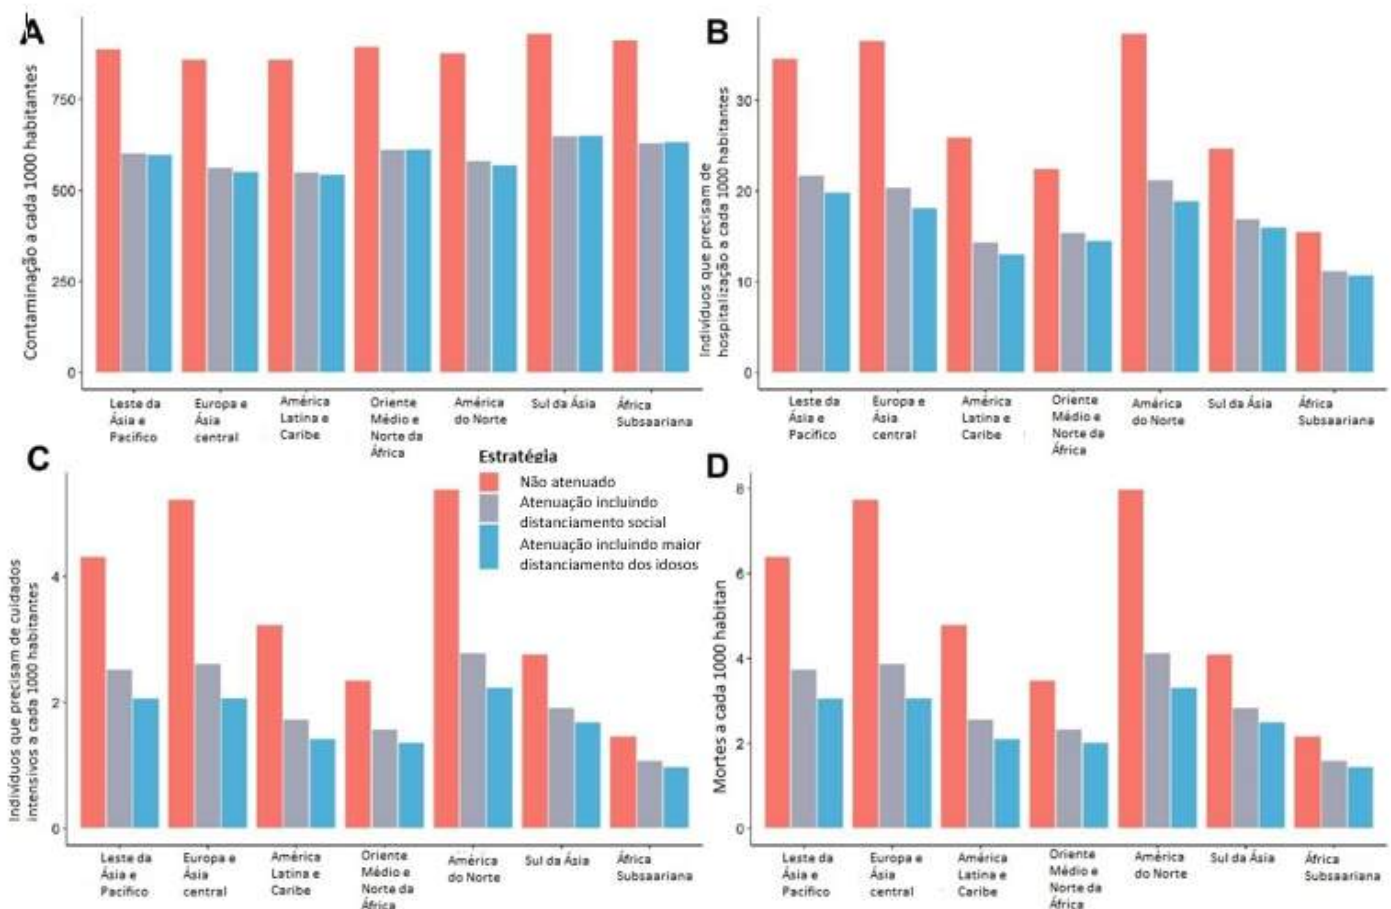 A
Contaminação a cada 1000 habitantes
750
500
250
0
Leste da
Ásia e
Pacífico
Europa e
Ásia
central
América
Latina e
Caribe
Oriente
Médio e
Norte da
África
América
do Norte
Sul da Ásia
África
Subsaariana
B
Indivíduos que precisam de
hospitalização a cada 1000 habitantes
30
20
10
0
Leste da
Ásia e
Pacífico
Europa e
Ásia
central
América
Latina e
Caribe
Oriente
Médio e
Norte da
África
América
do Norte
Sul da Ásia
África
Subsaariana
C
Indivíduos que precisam de cuidados
intensivos a cada 1000 habitantes
4
2
0
Leste da
Ásia e
Pacífico
Europa e
Ásia
central
América
Latina e
Caribe
Oriente
Médio e
Norte da
África
América
do Norte
Sul da Ásia
África
Subsaariana
Estratégia
Não atenuado
Atenuação incluindo
distanciamento social
Atenuação incluindo maior
distanciamento dos idosos
D
Mortes a cada 1000 habitan
8
6
4
2
0
Leste da
Ásia e
Pacífico
Europa e
Ásia
central
América
Latina e
Caribe
Oriente
Médio e
Norte da
África
América
do Norte
Sul da Ásia
África
Subsaariana